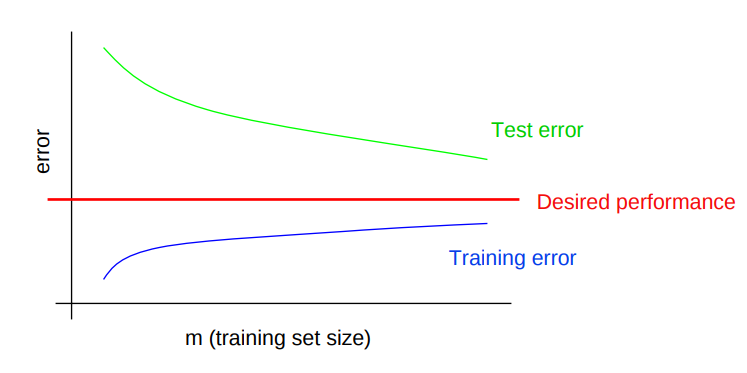 error
Test error
Desired performance
Training error
m (training set size)